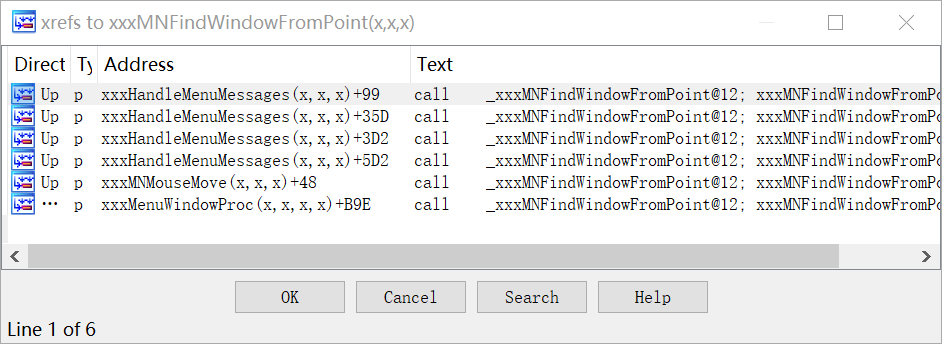 xrefs to xxxMNFindWindowFromPoint(x,x,x)
Direct Ty Address Text
Up p xxxHandleMenuMessages(x,x,x)+99 call _xxxMNFindWindowFromPoint@12; xxxMNFindWindowFromPo
Up p xxxHandleMenuMessages(x,x,x)+35D call _xxxMNFindWindowFromPoint@12; xxxMNFindWindowFromPo
Up p xxxHandleMenuMessages(x,x,x)+3D2 call _xxxMNFindWindowFromPoint@12; xxxMNFindWindowFromPo
Up p xxxHandleMenuMessages(x,x,x)+5D2 call _xxxMNFindWindowFromPoint@12; xxxMNFindWindowFromPo
Up p xxxMNMouseMove(x,x,x)+48 call _xxxMNFindWindowFromPoint@12; xxxMNFindWindowFromPo
... p xxxMenuWindowProc(x,x,x,x)+B9E call _xxxMNFindWindowFromPoint@12; xxxMNFindWindowFromPo
OK Cancel Search Help
Line 1 of 6